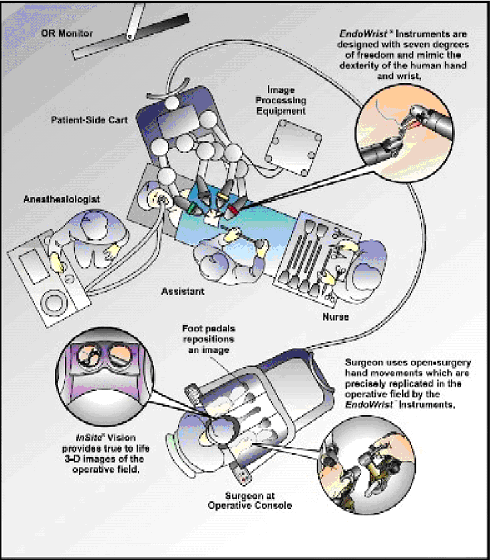 OR Monitor
EndoWrist® Instruments are
designed with seven degrees
of freedom and mimic the
dexterity of the human hand
and wrist.
Image
Processing
Equipment
Patient-Side Cart
Anesthesiologist
Assistant
Nurse
Foot pedals
repositions
an image
Surgeon uses open-surgery
hand movements which are
precisely replicated in the
operative field by the
EndoWrist Instruments.
InSite® Vision
provides true to life
3-D images of the
operative field.
Surgeon at
Operative Console